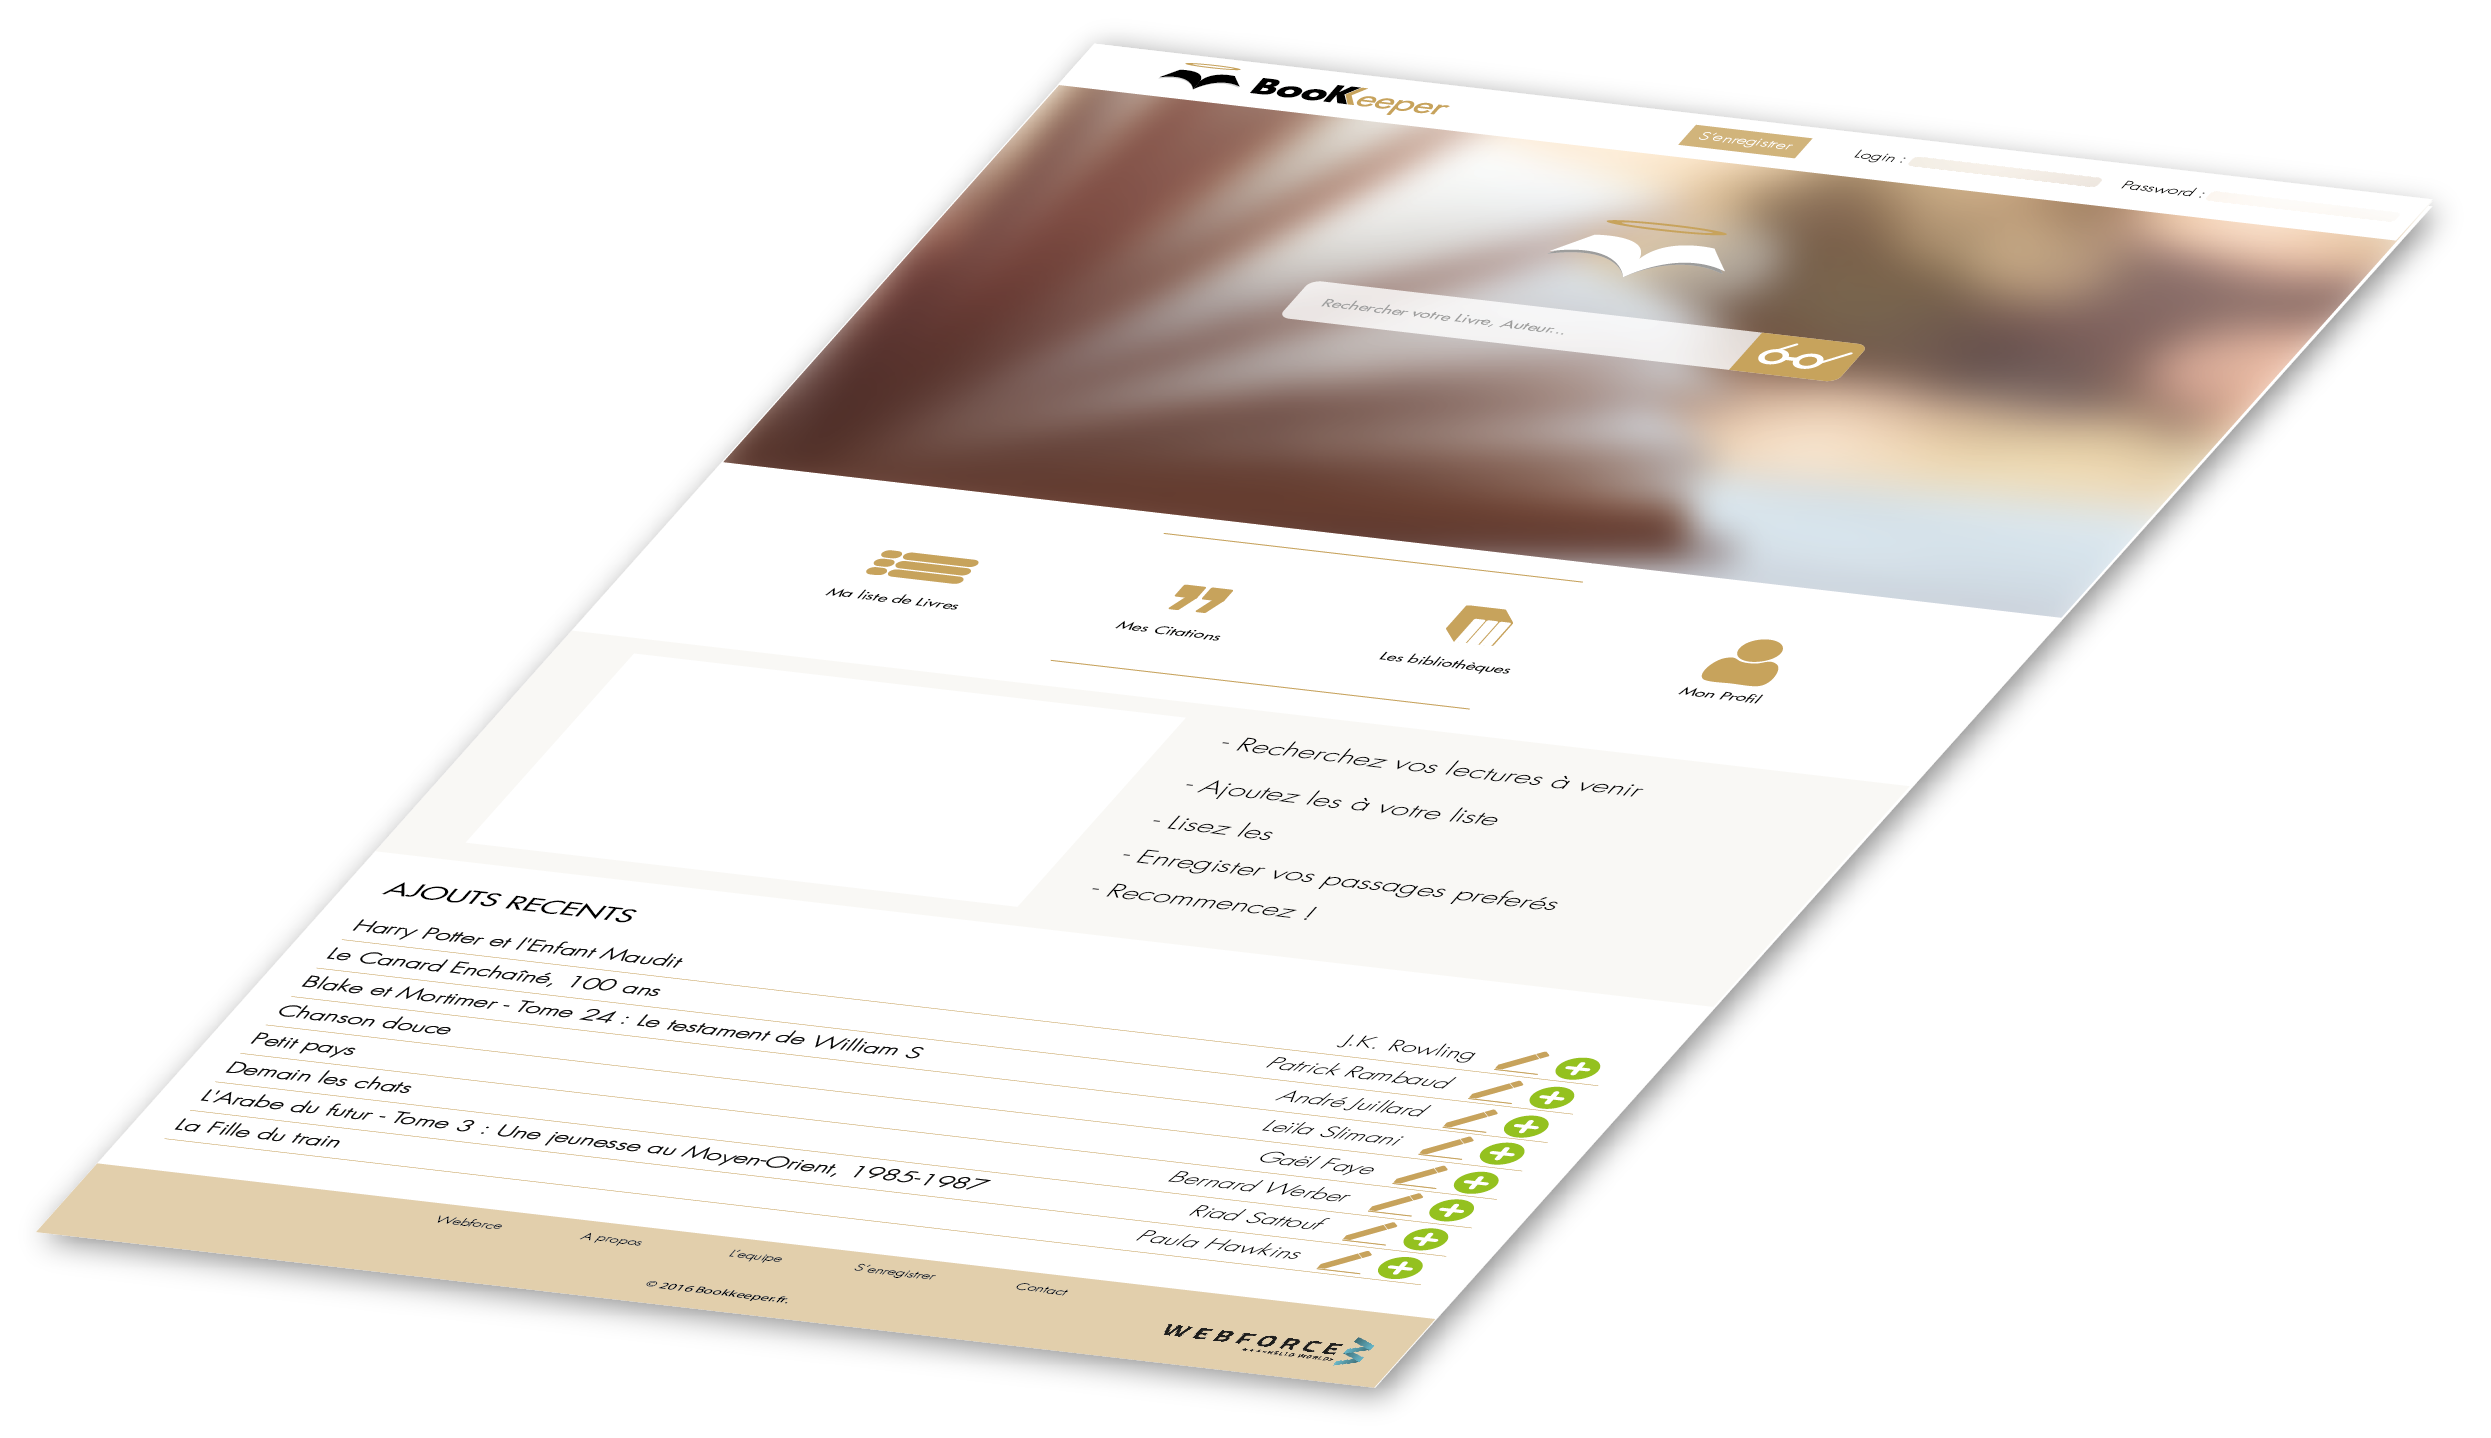 BooKKeeper
S'enregistrer
Login :
Password :
Rechercher votre Livre, Auteur...
Ma liste de Livres
Mes Citations
Les bibliothèques
Mon Profil
- Recherchez vos lectures à venir
- Ajoutez les à votre liste
- Lisez les
- Enregister vos passages preferés
- Recommencez !
AJOUTS RECENTS
Harry Potter et l'Enfant Maudit J.K. Rowling
Le Canard Enchaîné, 100 ans Patrick Rambaud
Blake et Mortimer - Tome 24 : Le testament de William S André Juillard
Chanson douce Leïla Slimani
Petit pays Gaël Faye
Demain les chats Bernard Werber
L'Arabe du futur - Tome 3 : Une jeunesse au Moyen-Orient, 1985-1987 Riad Sattouf
La Fille du train Paula Hawkins
Webforce A propos L'equipe S'enregistrer Contact
© 2016 Bookkeeper.fr.
WEBFORCE3
HELLO WORLD>